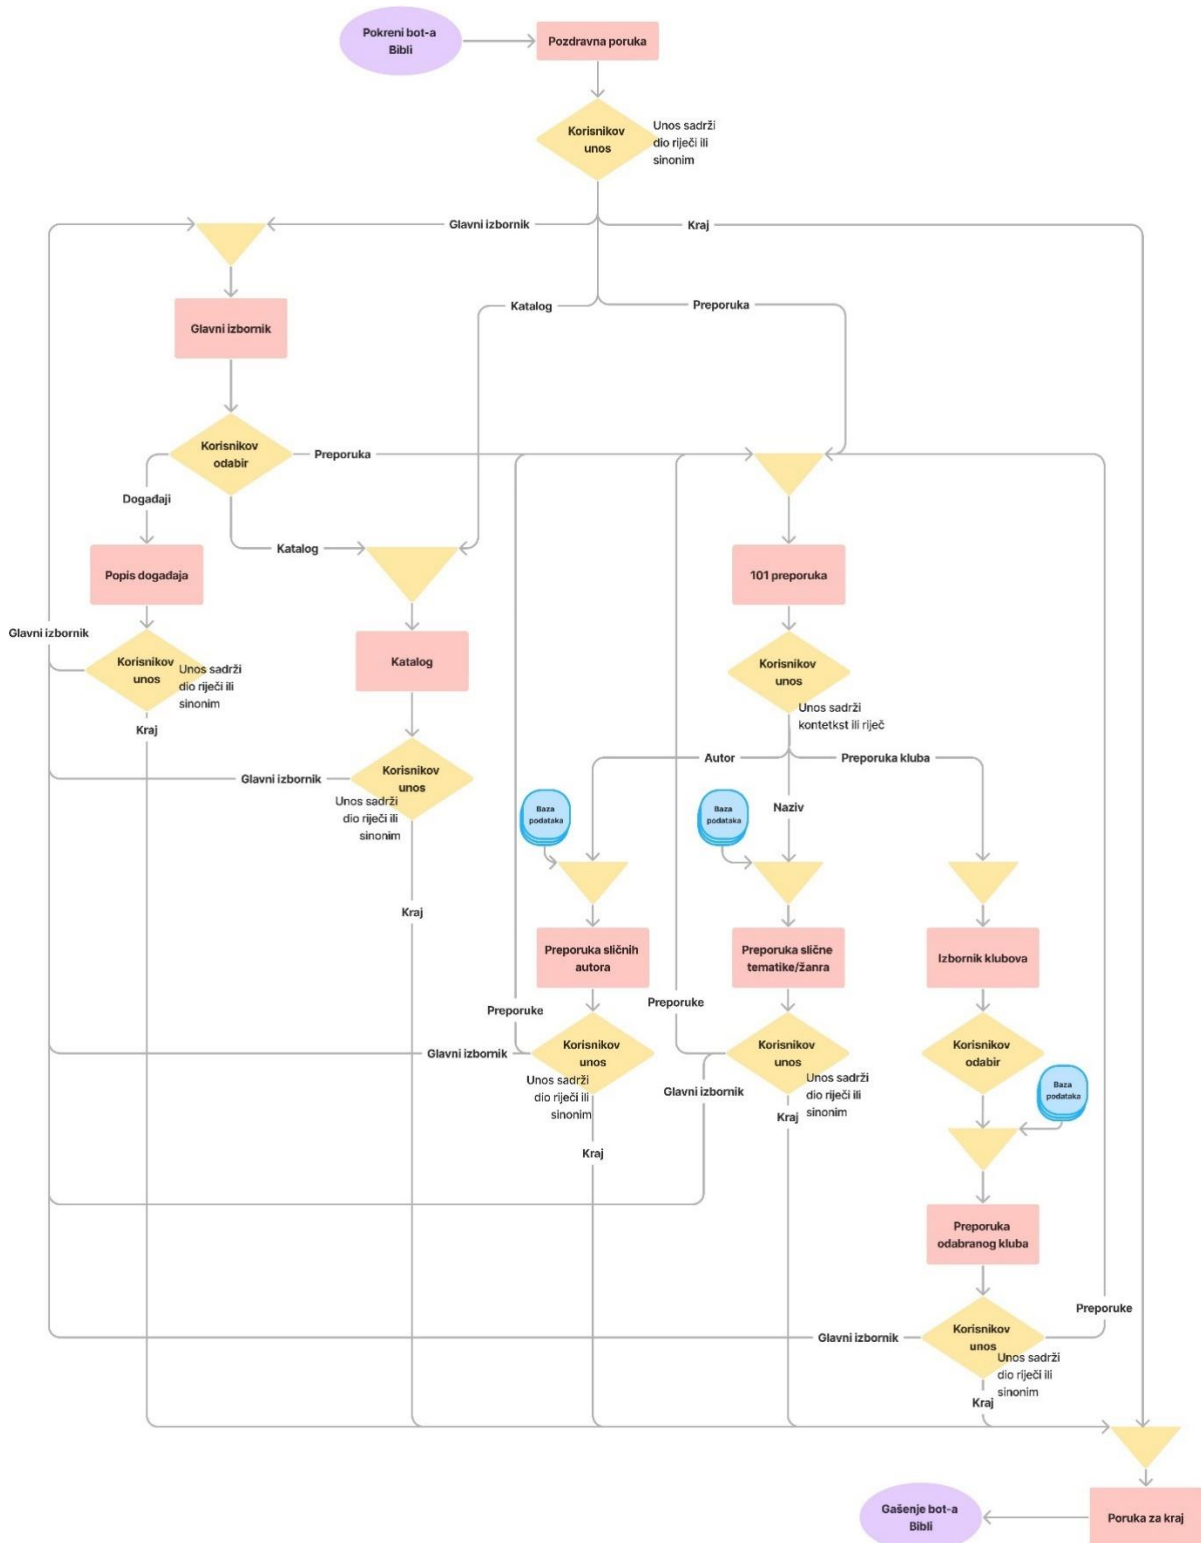 Pokreni bot-a
Bibli
Pozdravna poruka
Korisnikov
unos
Unos sadrži
dio riječi ili
sinonim
Glavni izbornik
Kraj
Katalog
Preporuka
Glavni izbornik
Korisnikov
odabir
Preporuka
Događaji
Katalog
Popis događaja
101 preporuka
Glavni izbornik
Korisnikov
unos
Unos sadrži
dio riječi ili
sinonim
Kraj
Katalog
Korisnikov
unos
Unos sadrži
kontetkst ili riječ
Autor
Preporuka kluba
Naziv
Glavni izbornik
Korisnikov
unos
Unos sadrži
dio riječi ili
sinonim
Kraj
Baza
podataka
Baza
podataka
Preporuka sličnih
autora
Preporuka slične
tematike/žanra
Izbornik klubova
Preporuke
Preporuke
Glavni izbornik
Korisnikov
unos
Unos sadrži
dio riječi ili
sinonim
Kraj
Glavni izbornik
Korisnikov
unos
Unos sadrži
dio riječi ili
sinonim
Kraj
Korisnikov
odabir
Baza
podataka
Preporuka
odabranog kluba
Preporuke
Glavni izbornik
Korisnikov
unos
Unos sadrži
dio riječi ili
sinonim
Kraj
Gašenje bot-a
Bibli
Poruka za kraj